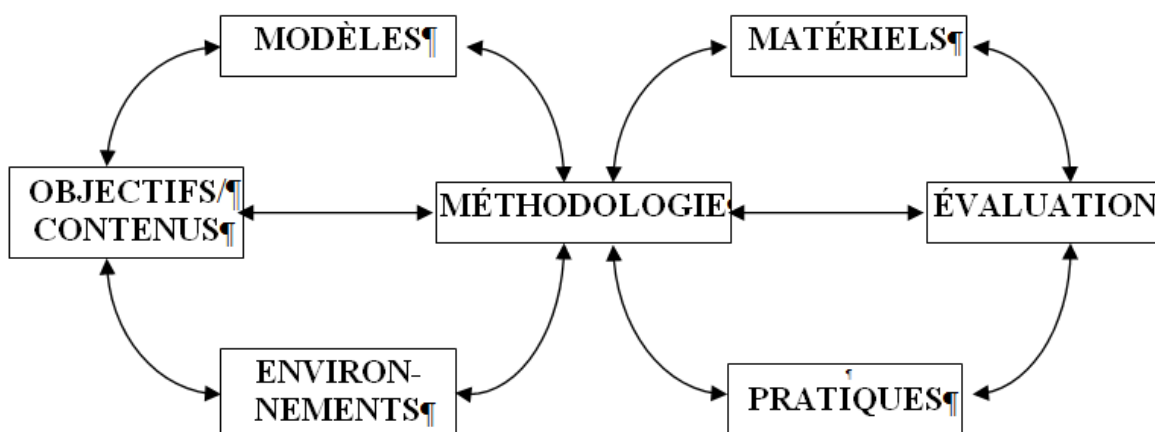 MODÈLES¶
MATÉRIELS¶
OBJECTIFS/¶
CONTENUS¶
MÉTHODOLOGIE¶
ÉVALUATION
ENVIRON-
NEMENTS¶
¶
PRATIQUES¶